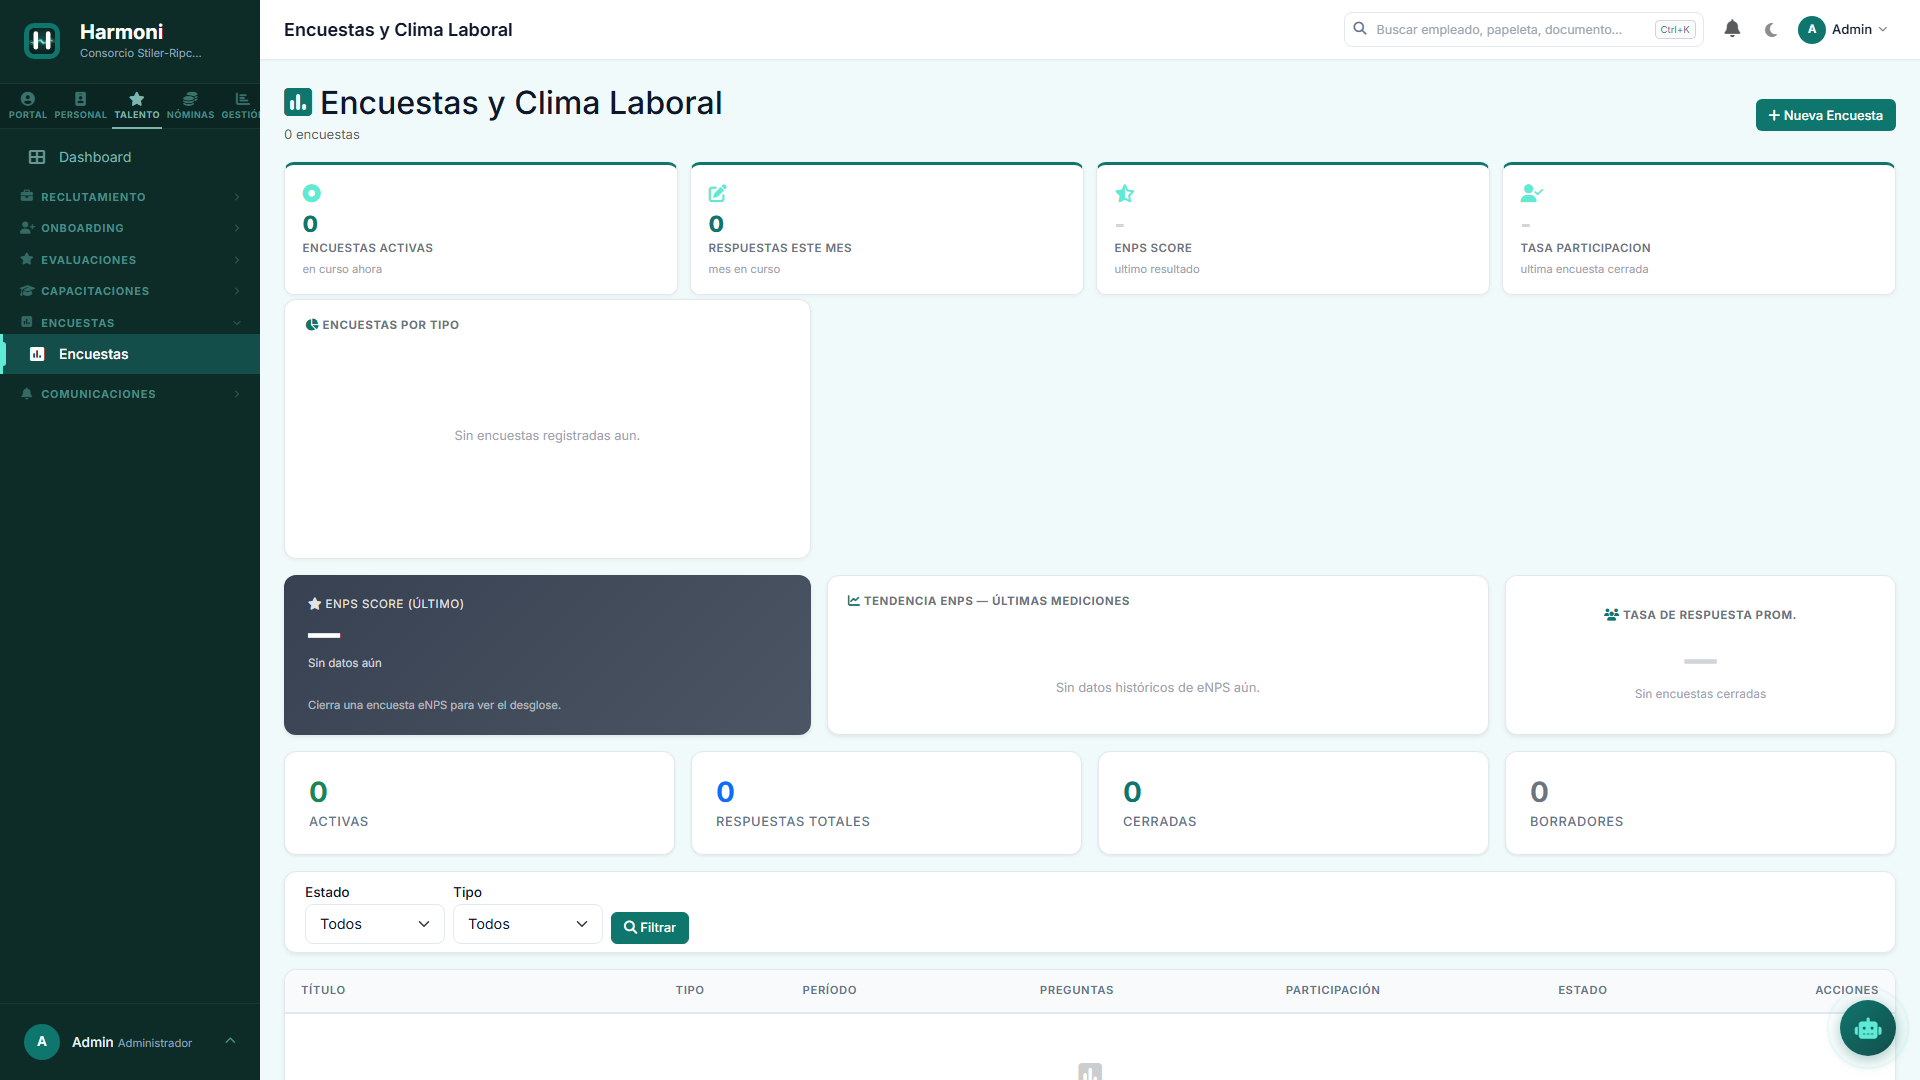 Harmoni
Consorcio Stiler-Ripc...
PORTAL PERSONAL TALENTO NÓMINAS GESTIÓN
Dashboard
RECLUTAMIENTO
ONBOARDING
EVALUACIONES
CAPACITACIONES
ENCUESTAS
Encuestas
COMUNICACIONES
A Admin Administrador
Encuestas y Clima Laboral
Buscar empleado, papeleta, documento... Ctrl+K
A Admin
Encuestas y Clima Laboral
0 encuestas
+ Nueva Encuesta
0
ENCUESTAS ACTIVAS
en curso ahora
0
RESPUESTAS ESTE MES
mes en curso
–
ENPS SCORE
ultimo resultado
–
TASA PARTICIPACION
ultima encuesta cerrada
ENCUESTAS POR TIPO
Sin encuestas registradas aun.
ENPS SCORE (ÚLTIMO)
—
Sin datos aún
Cierra una encuesta eNPS para ver el desglose.
TENDENCIA ENPS — ÚLTIMAS MEDICIONES
Sin datos históricos de eNPS aún.
TASA DE RESPUESTA PROM.
—
Sin encuestas cerradas
0
ACTIVAS
0
RESPUESTAS TOTALES
0
CERRADAS
0
BORRADORES
Estado Tipo
Todos Todos Filtrar
TÍTULO TIPO PERÍODO PREGUNTAS PARTICIPACIÓN ESTADO ACCIONES